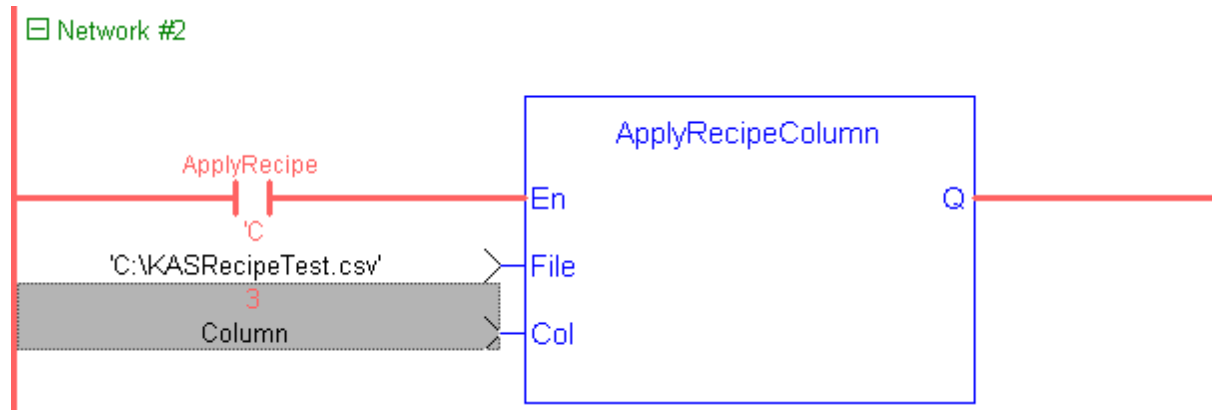 Network #2
ApplyRecipeColumn
ApplyRecipe
En Q
'C
'C:\KASRecipeTest.csv' File
3
Column Col